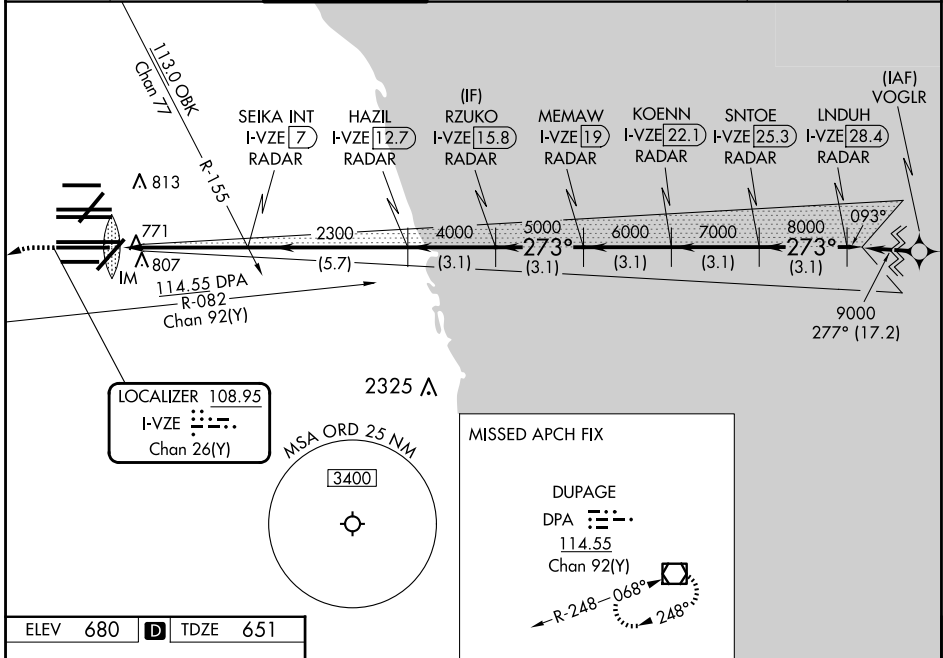 113.0 OBK
Chan 77
R-155
SEIKA INT
I-VZE 7
RADAR
HAZIL
I-VZE 12.7
RADAR
(IF)
RZUKO
I-VZE 15.8
RADAR
MEMAW
I-VZE 19
RADAR
KOENN
I-VZE 22.1
RADAR
SNTOE
I-VZE 25.3
RADAR
LNDUH
I-VZE 28.4
RADAR
(IAF)
VOGLR
813
771
807
IM
2300
4000
5000
6000
7000
8000
093°
273°
273°
(5.7)
(3.1)
(3.1)
(3.1)
(3.1)
(3.1)
9000
277° (17.2)
114.55 DPA
R-082
Chan 92(Y)
LOCALIZER 108.95
I-VZE
Chan 26(Y)
2325
MSA ORD 25 NM
3400
MISSED APCH FIX
DUPAGE
DPA
114.55
Chan 92(Y)
R-248
068°
248°
ELEV 680 D TDZE 651